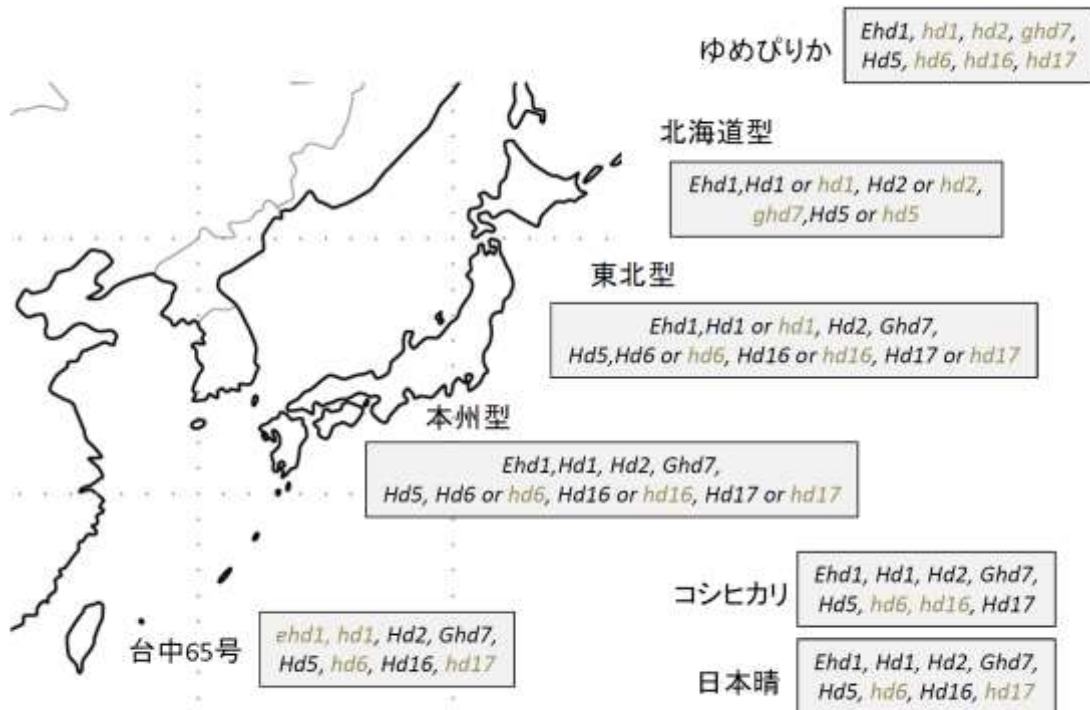 ゆめぴりか
Ehd1, hd1, hd2, ghd7,
Hd5, hd6, hd16, hd17
北海道型
Ehd1,Hd1 or hd1, Hd2 or hd2,
ghd7,Hd5 or hd5
東北型
Ehd1,Hd1 or hd1, Hd2, Ghd7,
Hd5,Hd6 or hd6, Hd16 or hd16, Hd17 or hd17
本州型
Ehd1,Hd1, Hd2, Ghd7,
Hd5, Hd6 or hd6, Hd16 or hd16, Hd17 or hd17
コシヒカリ
Ehd1, Hd1, Hd2, Ghd7,
Hd5, hd6, hd16, Hd17
台中65号
ehd1, hd1, Hd2, Ghd7,
Hd5, hd6, Hd16, hd17
日本晴
Ehd1, Hd1, Hd2, Ghd7,
Hd5, hd6, Hd16, hd17